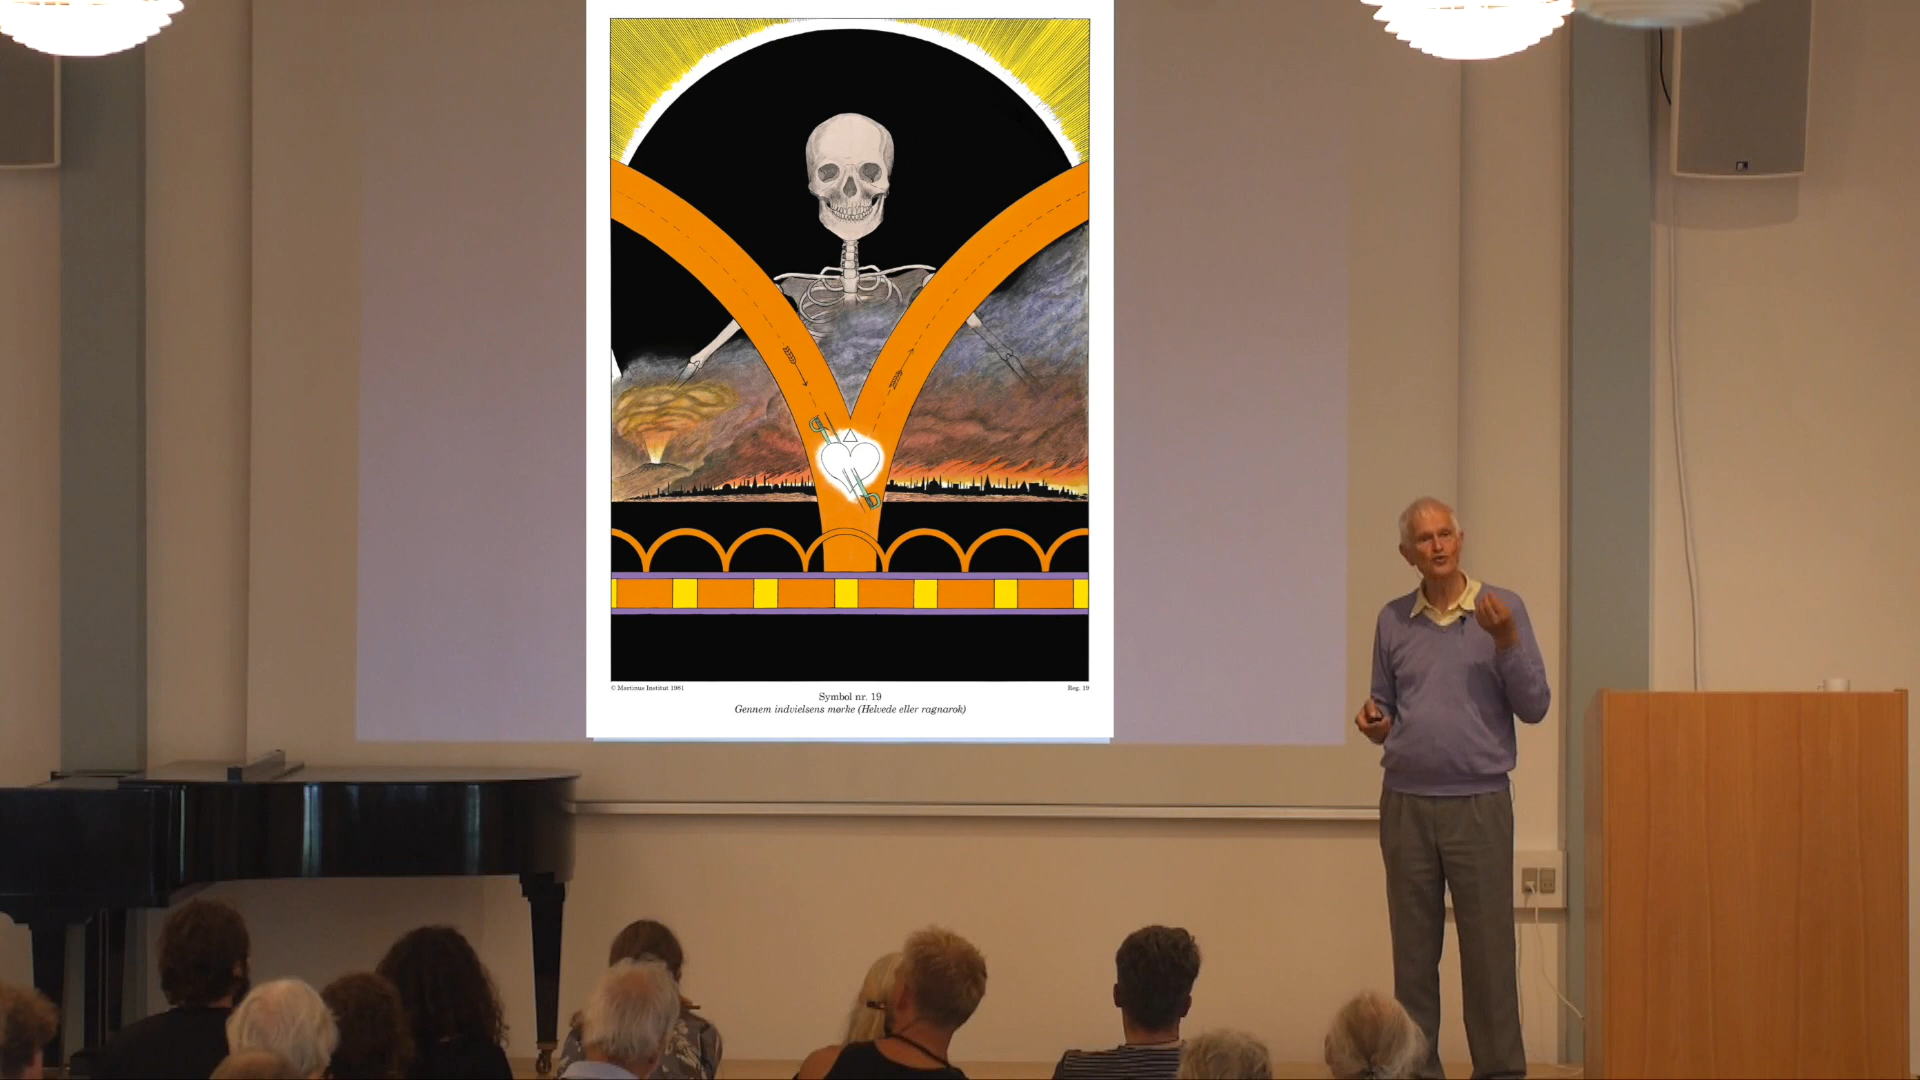 © Martinus Institut 1981
Reg. 19
Symbol nr. 19
Gennem indvielsens mørke (Helvede eller ragnarok)